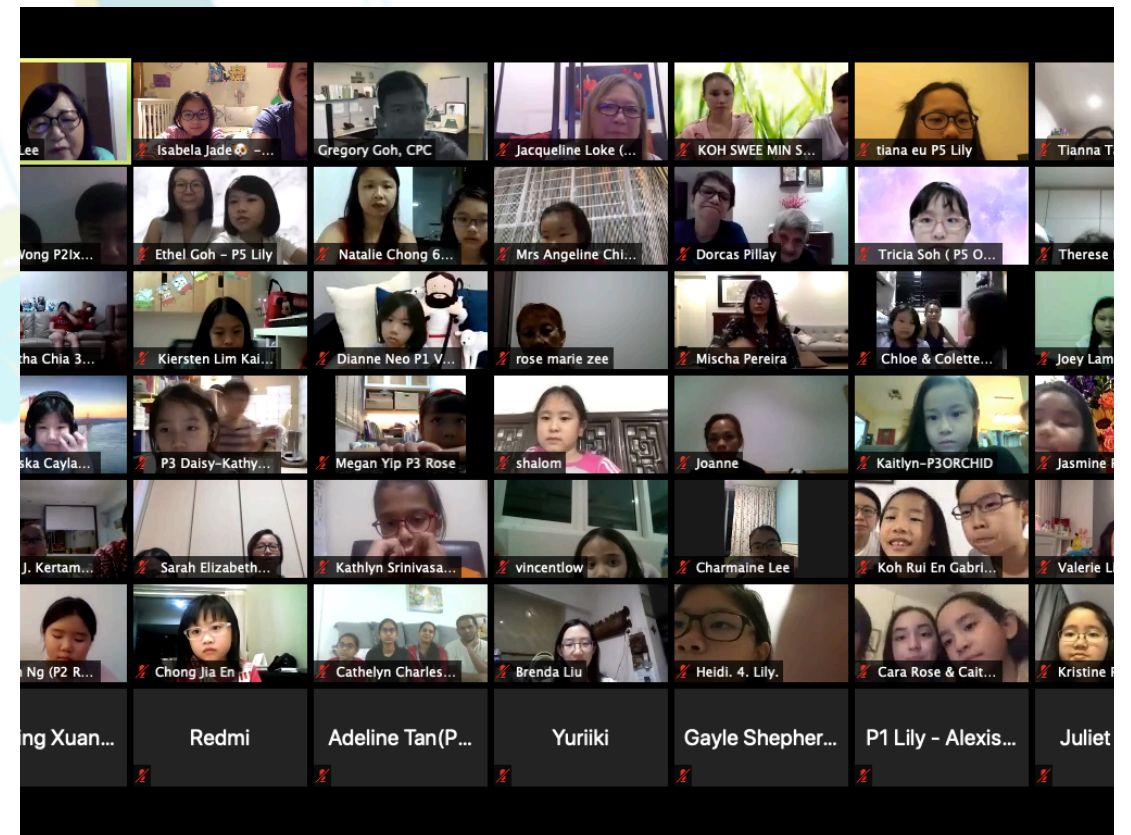 Lee
Isabela Jade🐶 -...
Gregory Goh, CPC
Jacqueline Loke (...
KOH SWEE MIN S...
tiana eu P5 Lily
Tianna T
Wong P2Ix...
Ethel Goh - P5 Lily
Natalie Chong 6...
Mrs Angeline Chi...
Dorcas Pillay
Tricia Soh ( P5 O...
Therese
tha Chia 3...
Kiersten Lim Kai...
Dianne Neo P1 V...
rose marie zee
Mischa Pereira
Chloe & Colette...
Joey Lam
ska Cayla...
P3 Daisy-Kathy...
Megan Yip P3 Rose
shalom
Joanne
Kaitlyn-P3ORCHID
Jasmine
J. Kertam...
Sarah Elizabeth...
Kathlyn Srinivasa...
vincentlow
Charmaine Lee
Koh Rui En Gabri...
Valerie Li
Ng (P2 R...
Chong Jia En
Cathelyn Charles...
Brenda Liu
Heidi. 4. Lily.
Cara Rose & Cait...
Kristine
ing Xuan...
Redmi
Adeline Tan(P...
Yuriiki
Gayle Shepher...
P1 Lily - Alexis...
Juliet